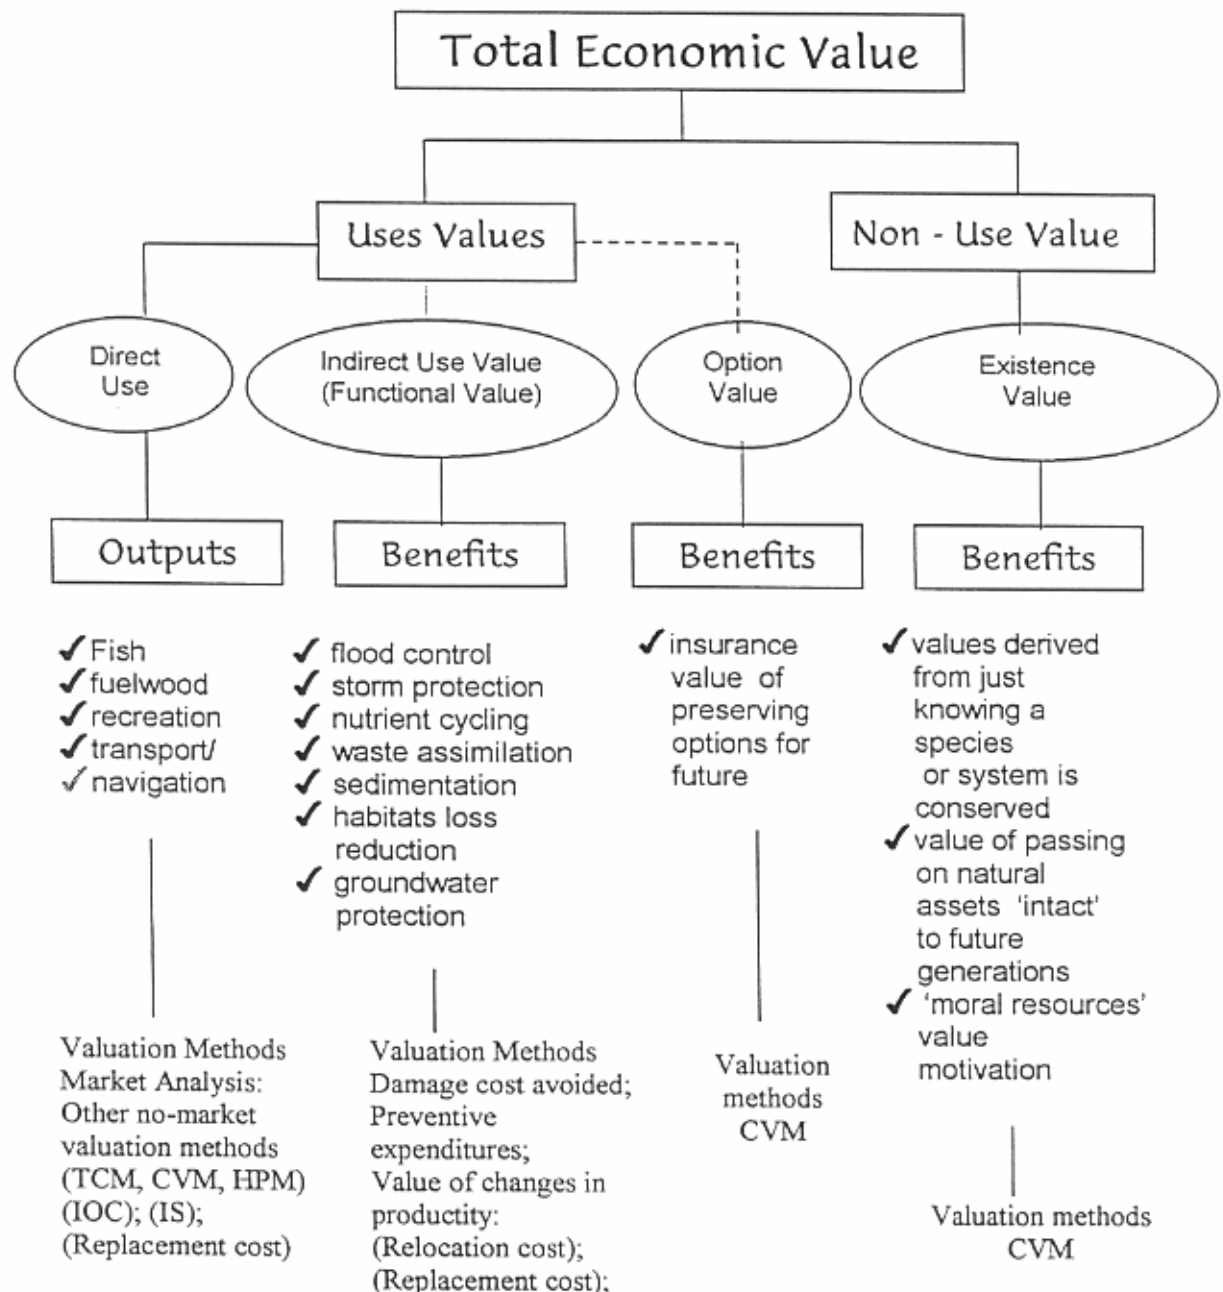 Total Economic Value
Uses Values
Non - Use Value
Direct
Use
Indirect Use Value
(Functional Value)
Option
Value
Existence
Value
Outputs
Benefits
Benefits
Benefits
✔Fish
✔fuelwood
✔recreation
✔transport/
✓navigation
✔ flood control
✔ storm protection
✔ nutrient cycling
✔ waste assimilation
✔ sedimentation
✔ habitats loss
reduction
✔ groundwater
protection
✔insurance
value of
preserving
options for
future
✔values derived
from just
knowing a
species
or system is
conserved
✔value of passing
on natural
assets 'intact'
to future
generations
✔ 'moral resources'
value
motivation
Valuation Methods
Market Analysis:
Other no-market
valuation methods
(TCM, CVM, HPM)
(IOC); (IS);
(Replacement cost)
Valuation Methods
Damage cost avoided;
Preventive
expenditures;
Value of changes in
productity:
(Relocation cost);
(Replacement cost);
Valuation
methods
CVM
Valuation methods
CVM